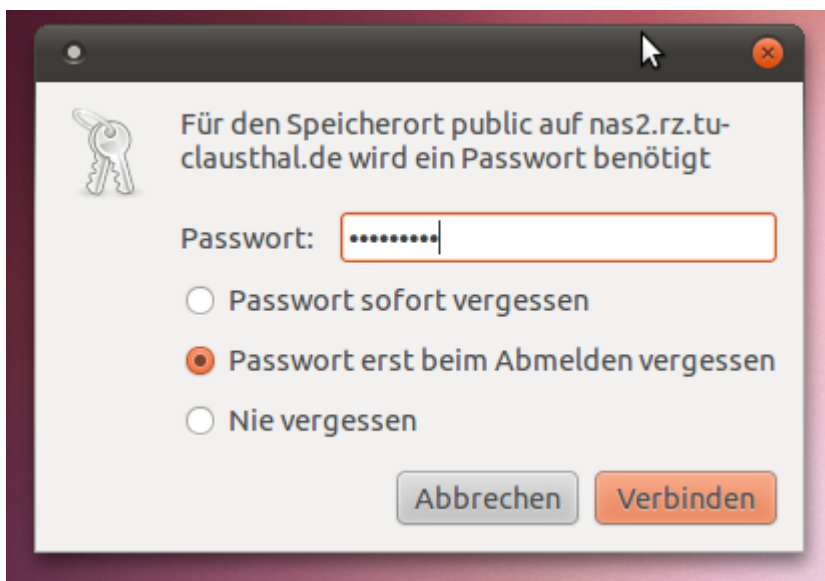 Für den Speicherort public auf nas2.rz.tu-
clausthal.de wird ein Passwort benötigt
Passwort: •••••••••
Passwort sofort vergessen
Passwort erst beim Abmelden vergessen
Nie vergessen
Abbrechen Verbinden